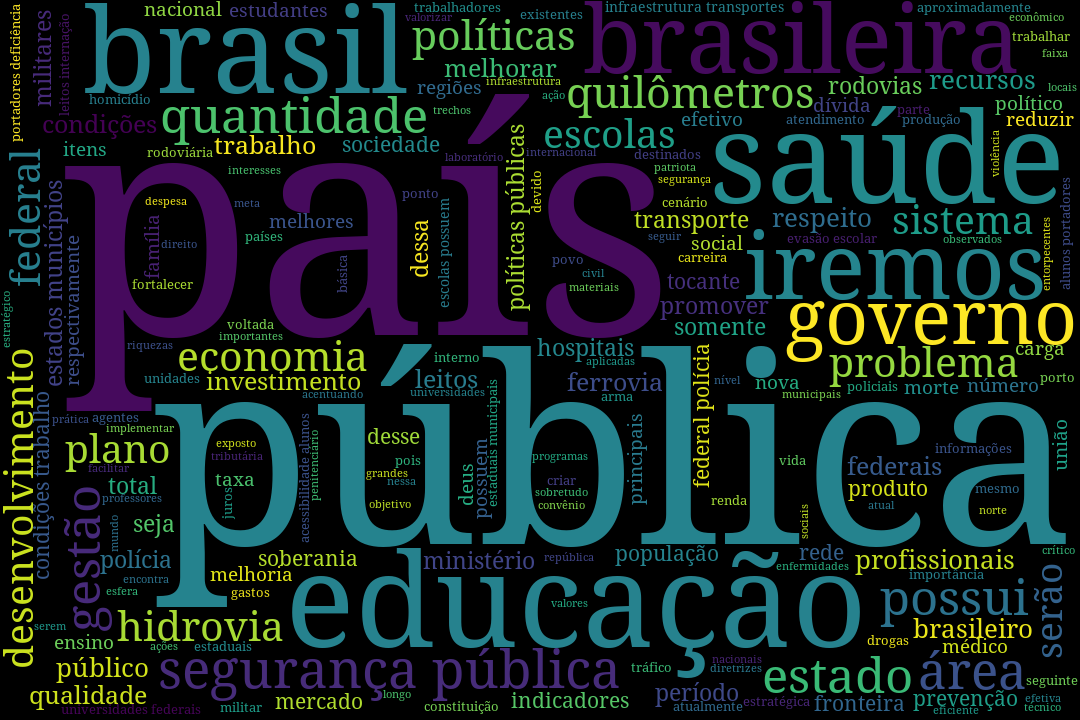 nacional
estudantes
trabalhadores
valorizar
existentes
infraestrutura transportes
aproximadamente
econômico
portadores deficiência
militares
leitos internação
brasil
políticas
brasileira
trabalhar
faixa
melhorar
infraestrutura
regiões
homicídio
ação
quilômetros
rodovias
recursos
locais
quantidade
trechos
dívida
parte
político
condições
efetivo
atendimento
produção
reduzir
itens
rodoviária
trabalho
sociedade
escolas
saúde
violência
laboratório
internacional
destinados
patriota
segurança
interesses
federal
país
despesa
meta
ponto
devido
políticas públicas
cenário
transporte
respeito
sistema
alunos portadores
estados municípios
respectivamente
família
melhores
dessa
escolas possuem
seguir
social
evasão escolar
observados
países
direito
básica
povo
carreira
iremos
entorpecentes
fortalecer
civil
materiais
tocante
promover
governo
estratégico
voltada
importantes
somente
riquezas
economia
interno
hospitais
aplicadas
problema
carga
desenvolvimento
unidades
investimento
leitos
universidades
acentuando
ferrovia
arma
federal polícia
nível
nova
municipais
policiais
morte
número
porto
condições trabalho
prática
agentes
implementar
pública
estaduais municipais
principais
união
plano
facilitar
exposto
tributária
acessibilidade alunos
penitenciário
desse
pois
grandes
nessa
deus
possuem
programas
vida
informações
federais
total
professores
taxa
juros
objetivo
criar
sobretudo
convênio
renda
sociais
produto
mesmo
atual
norte
gestão
mundo
seja
polícia
encontra
esfera
soberania
melhoria
gastos
ministério
república
população
rede
enfermidades
profissionais
importância
crítico
serem
hidrovia
educação
valores
possui
serão
ensino
ações
estaduais
drogas
brasileiro
médico
público
segurança pública
tráfico
nacionais
diretrizes
estado
área
seguinte
qualidade
universidades federais
militar
mercado
longo
constituição
indicadores
período
atualmente
estratégica
fronteira
prevenção
eficiente
efetiva
técnico